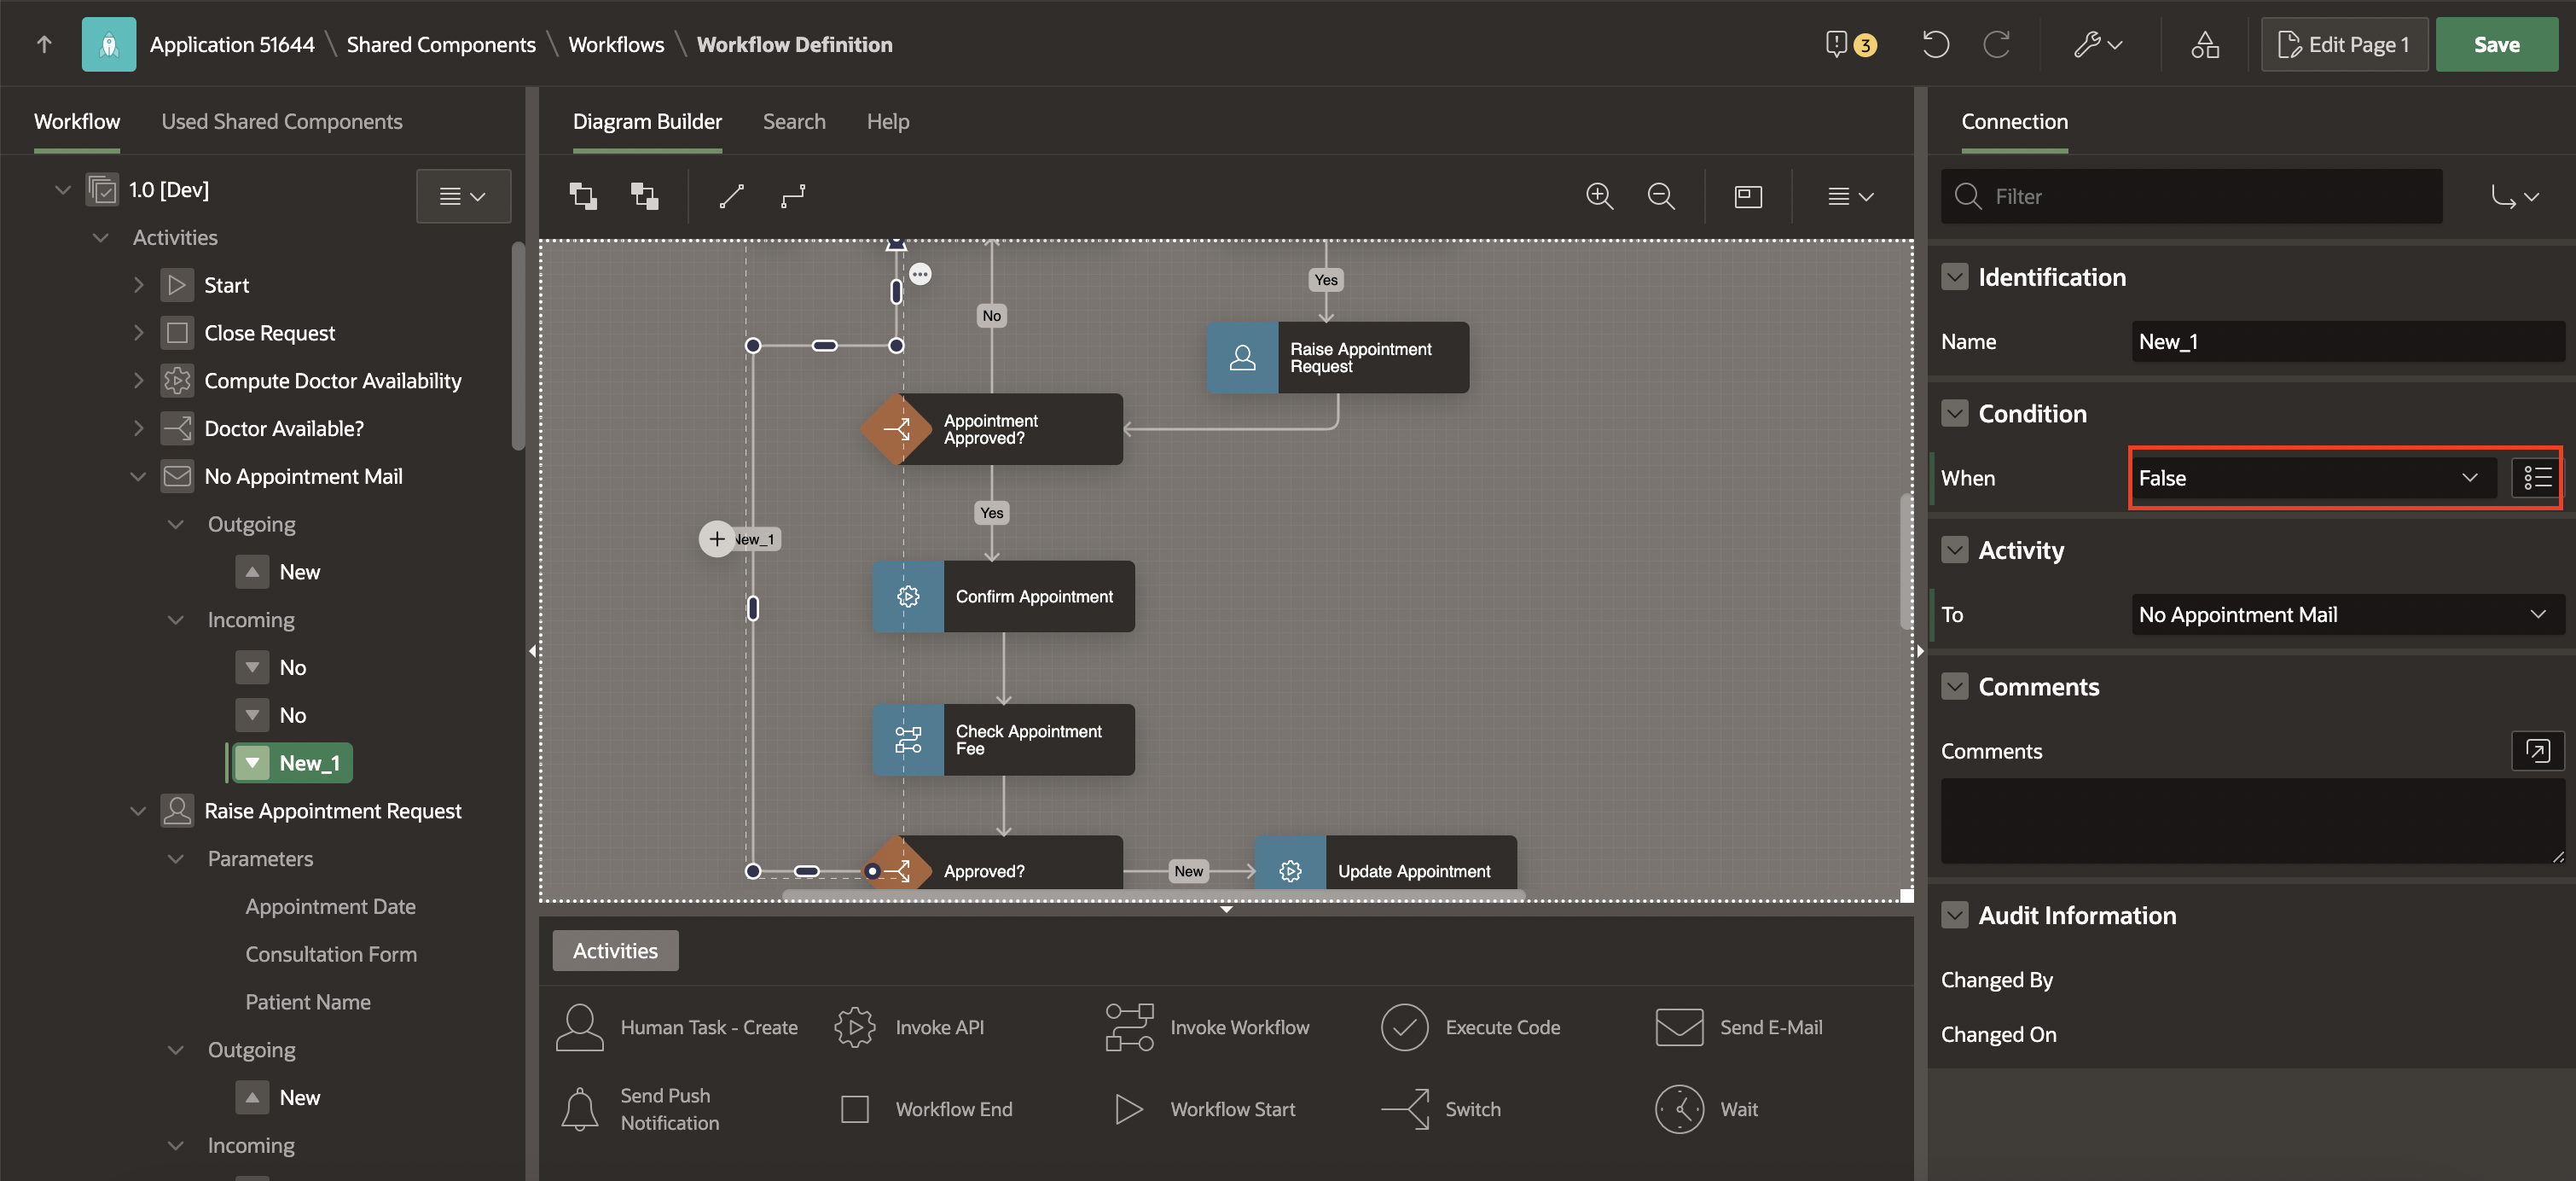 Application 51644 \ Shared Components \ Workflows \ Workflow Definition
3
Edit Page 1
Save
Workflow
Used Shared Components
1.0 [Dev]
Activities
Start
Close Request
Compute Doctor Availability
Doctor Available?
No Appointment Mail
Outgoing
New
Incoming
No
No
New_1
Raise Appointment Request
Parameters
Appointment Date
Consultation Form
Patient Name
Outgoing
New
Incoming
Diagram Builder
Search
Help
Yes
No
Raise Appointment
Request
Appointment
Approved?
Yes
New_1
Confirm Appointment
Check Appointment
Fee
Approved?
New
Update Appointment
Activities
Human Task - Create
Invoke API
Invoke Workflow
Execute Code
Send E-Mail
Send Push
Notification
Workflow End
Workflow Start
Switch
Wait
Connection
Filter
Identification
Name
New_1
Condition
When
False
Activity
To
No Appointment Mail
Comments
Comments
Audit Information
Changed By
Changed On